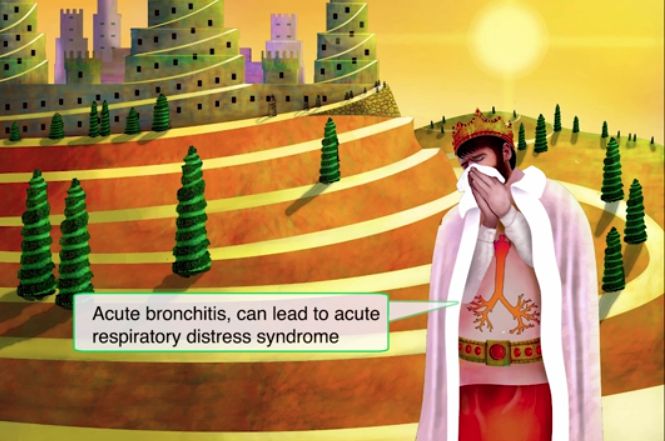 Acute bronchitis, can lead to acute
respiratory distress syndrome